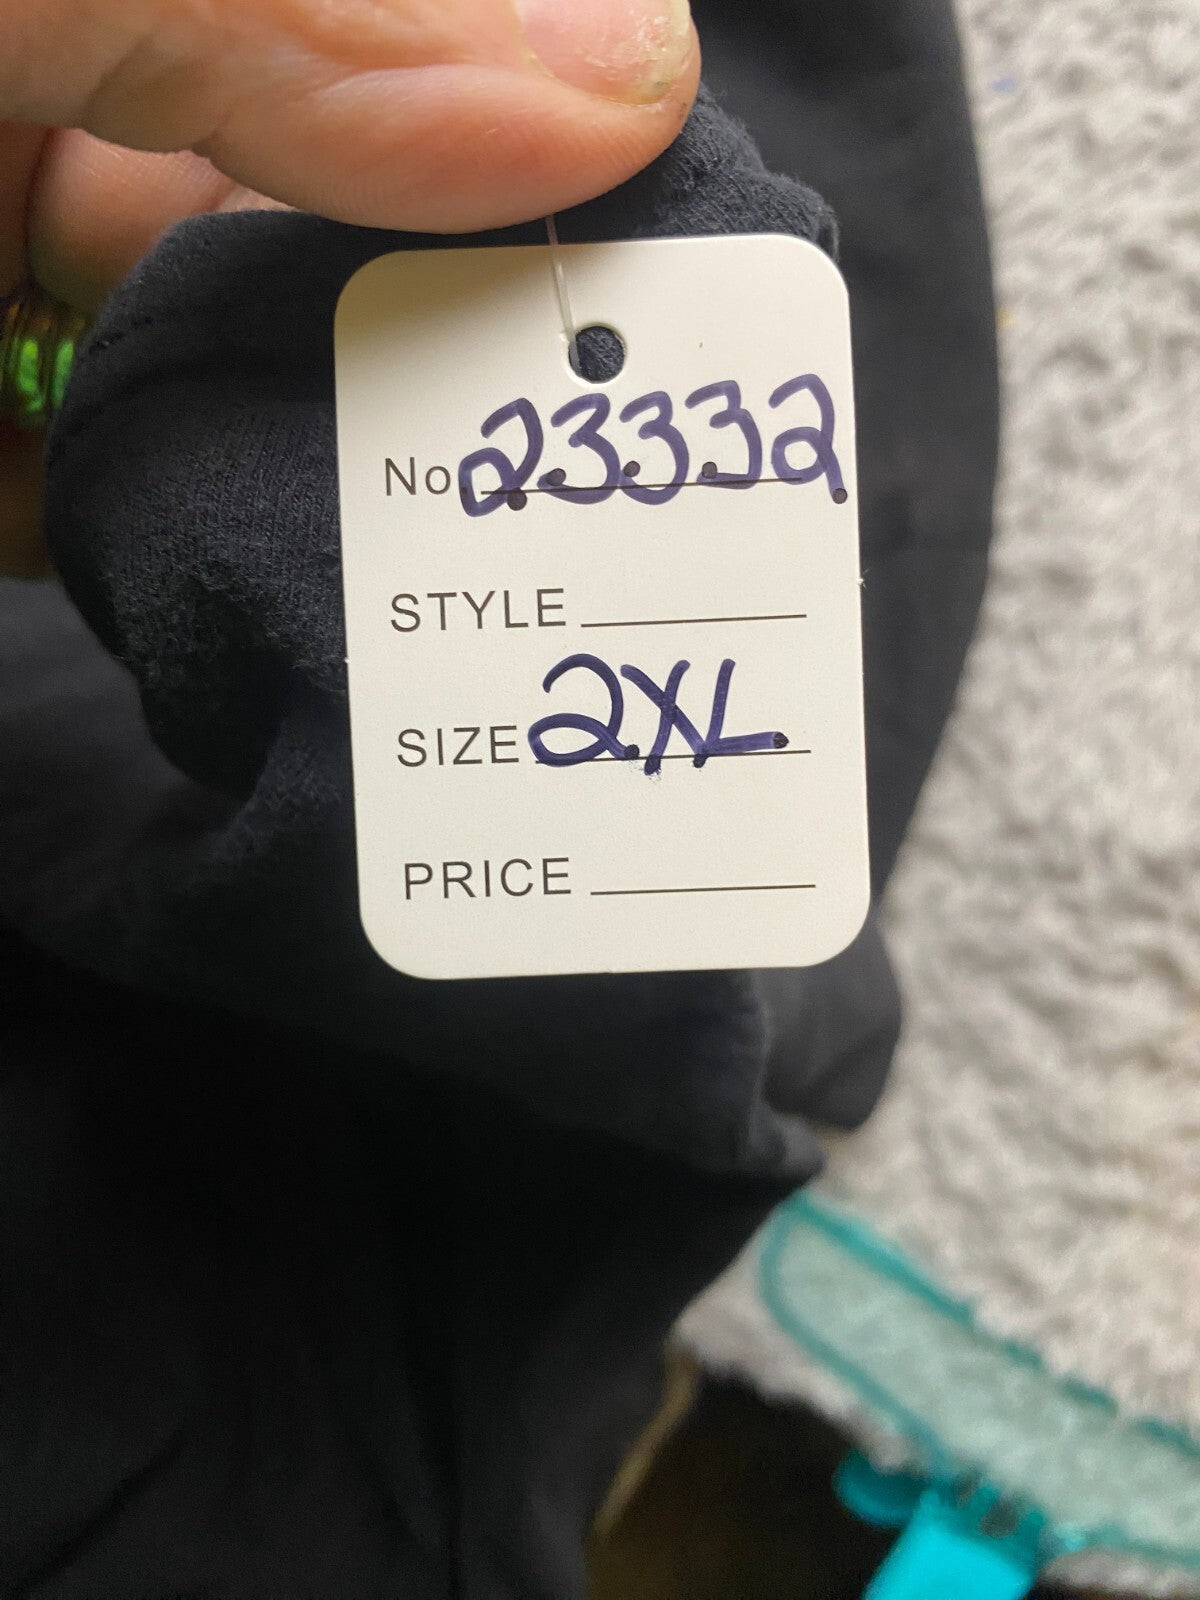 No. 23332
STYLE
SIZE 2XL
PRICE